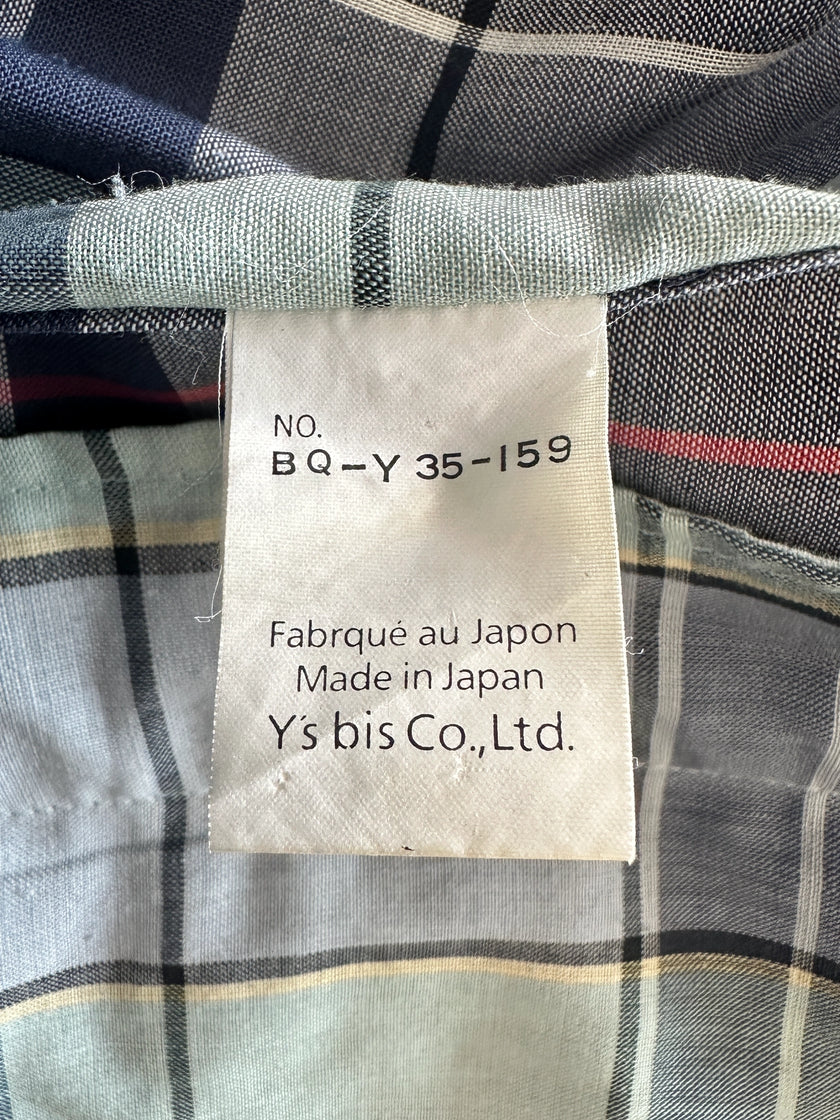 NO.
BQ-Y 35-159
Fabrqué au Japon
Made in Japan
Y's bis Co.,Ltd.